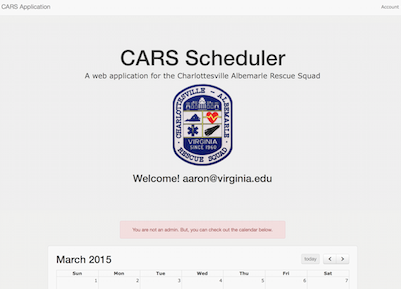 CARS Application
Account
CARS Scheduler
A web application for the Charlottesville Albemarle Rescue Squad
CHARLOTTESVILLE - ALBEMARLE
VIRGINIA
SINCE 1960
RESCUE SQUAD
Welcome! aaron@virginia.edu
You are not an admin. But, you can check out the calendar below.
March 2015
today
Sun Mon Tue Wed Thu Fri Sat
1 2 3 4 5 6 7